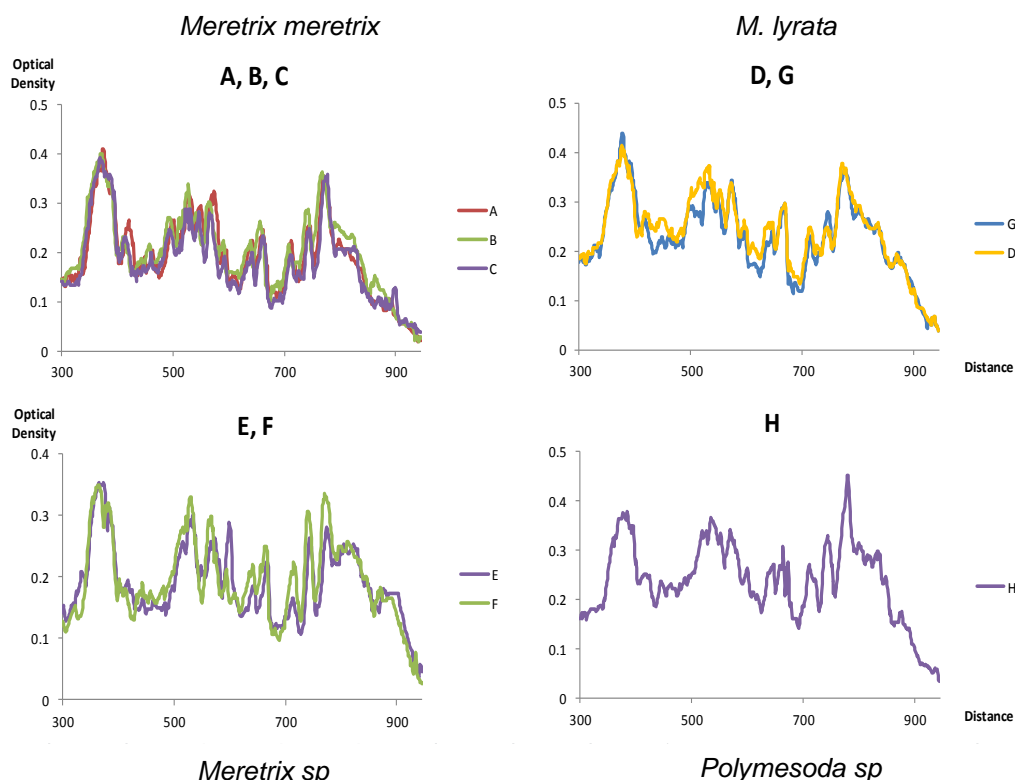 Meretrix meretrix
M. lyrata
Optical
Density
A, B, C
D, G
0.5
0.4
0.3
0.2
0.1
0
300
500
700
900
A
B
C
0.5
0.4
0.3
0.2
0.1
0
300
500
700
900
G
D
Distance
Optical
Density
E, F
H
0.4
0.3
0.2
0.1
0
300
500
700
900
E
F
0.5
0.4
0.3
0.2
0.1
0
300
500
700
900
H
Distance
Meretrix sp
Polymesoda sp